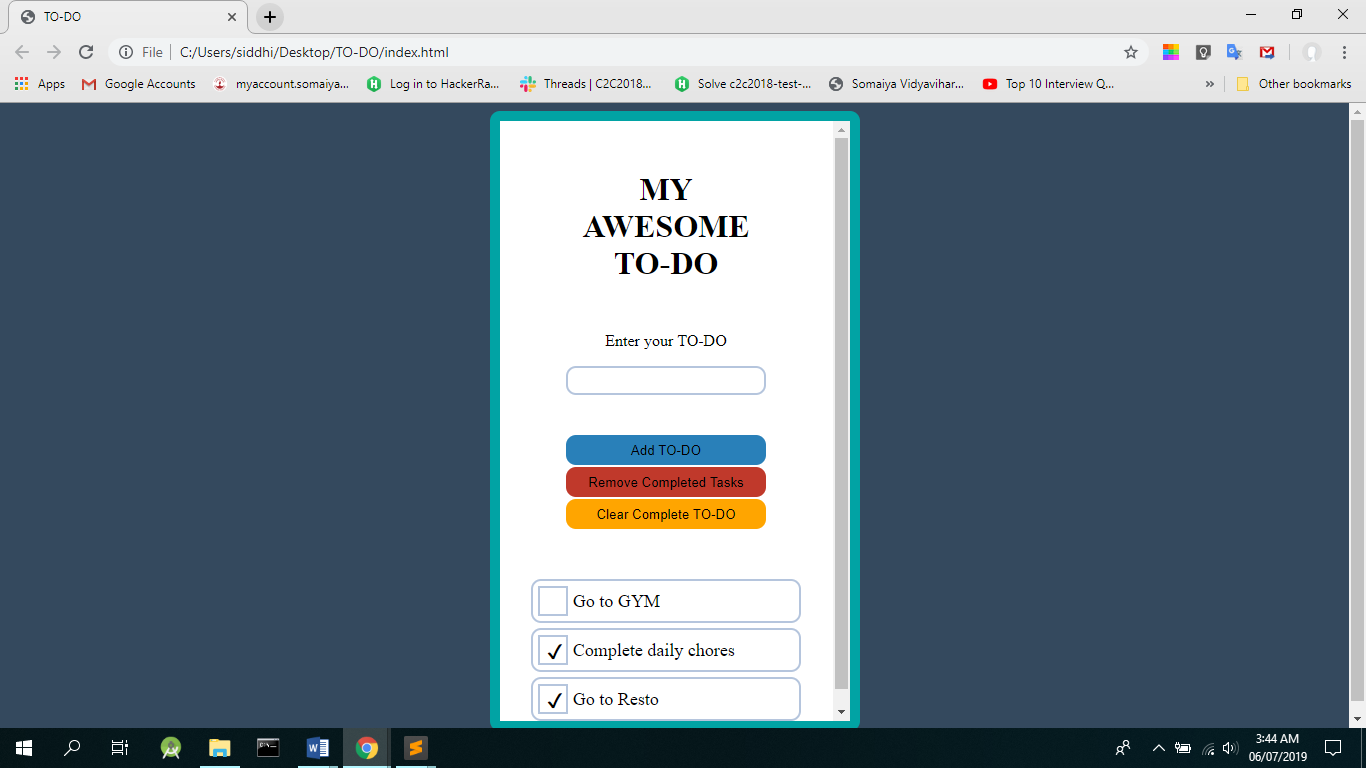 TO-DO
File
C:/Users/siddhi/Desktop/TO-DO/index.html
Apps
Google Accounts
myaccount.somaiya...
Log in to HackerRa...
Threads | C2C2018...
Solve c2c2018-test-...
Somaiya Vidyavihar...
Top 10 Interview Q...
»
Other bookmarks
MY
AWESOME
TO-DO
Enter your TO-DO
Add TO-DO
Remove Completed Tasks
Clear Complete TO-DO
Go to GYM
Complete daily chores
Go to Resto
3:44 AM
06/07/2019